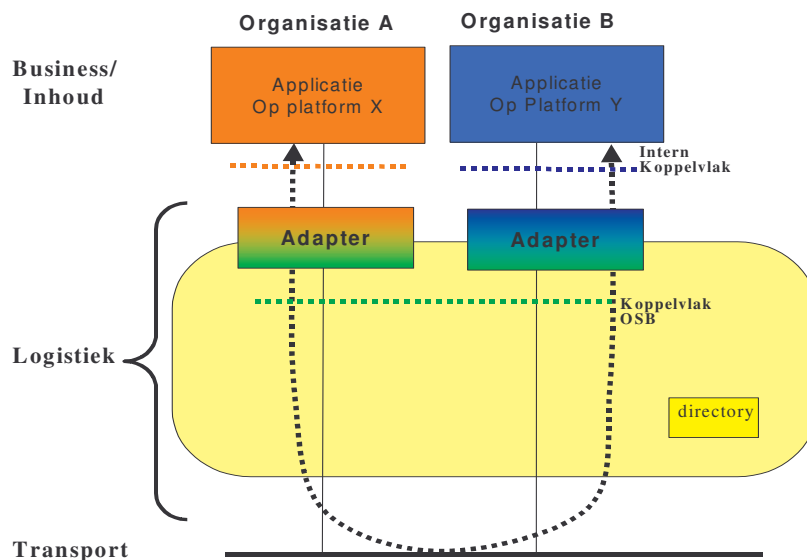 Organisatie A
Organisatie B
Business/
Inhoud
Applicatie
Op platform X
Applicatie
Op Platform Y
Intern
Koppelvlak
Adapter
Adapter
Koppelvlak
OSB
Logistiek
directory
Transport